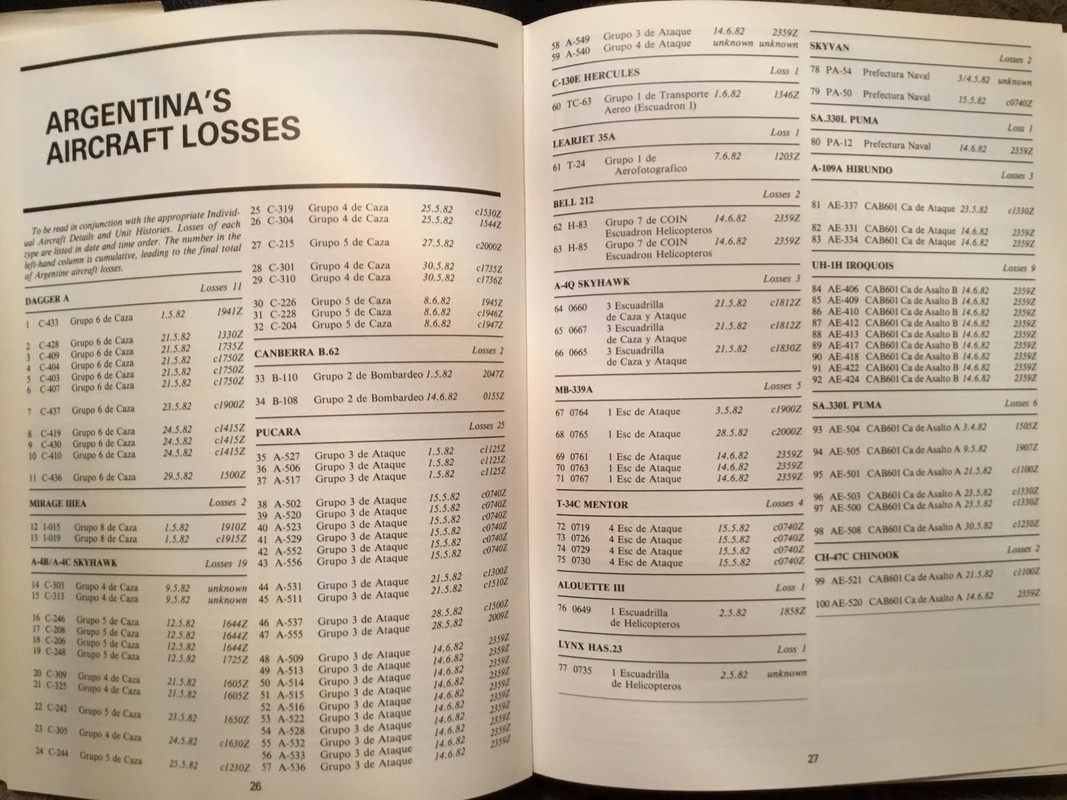 ARGENTINA'S
AIRCRAFT LOSSES
To be read in conjunction with the appropriate Individ-
ual Aircraft Details and Unit Histories. Losses of each
type are listed in date and time order. The number in the
left-hand column is cumulative, leading to the final total
of Argentine aircraft losses.
DAGGER A Losses 11
1 C-433 Grupo 6 de Caza 1.5.82 1941Z
2 C-428 Grupo 6 de Caza 21.5.82 1330Z
3 C-409 Grupo 6 de Caza 21.5.82 1735Z
4 C-404 Grupo 6 de Caza 21.5.82 c1750Z
5 C-403 Grupo 6 de Caza 21.5.82 c1750Z
6 C-407 Grupo 6 de Caza 21.5.82 c1750Z
7 C-437 Grupo 6 de Caza 23.5.82 c1900Z
8 C-419 Grupo 6 de Caza 24.5.82 c1415Z
9 C-430 Grupo 6 de Caza 24.5.82 c1415Z
10 C-410 Grupo 6 de Caza 24.5.82 c1415Z
11 C-436 Grupo 6 de Caza 29.5.82 1500Z
MIRAGE IIIEA Losses 2
12 I-015 Grupo 8 de Caza 1.5.82 1910Z
13 I-019 Grupo 8 de Caza 1.5.82 c1915Z
A-4B/A-4C SKYHAWK Losses 19
14 C-303 Grupo 4 de Caza 9.5.82 unknown
15 C-313 Grupo 4 de Caza 9.5.82 unknown
16 C-246 Grupo 5 de Caza 12.5.82 1644Z
17 C-208 Grupo 5 de Caza 12.5.82 1644Z
18 C-206 Grupo 5 de Caza 12.5.82 1644Z
19 C-248 Grupo 5 de Caza 12.5.82 1725Z
20 C-309 Grupo 4 de Caza 21.5.82 1605Z
21 C-325 Grupo 4 de Caza 21.5.82 1605Z
22 C-242 Grupo 5 de Caza 23.5.82 1650Z
23 C-305 Grupo 4 de Caza 24.5.82 c1630Z
24 C-244 Grupo 5 de Caza 25.5.82 c1230Z
25 C-319 Grupo 4 de Caza 25.5.82 c1530Z
26 C-304 Grupo 4 de Caza 25.5.82 1544Z
27 C-215 Grupo 5 de Caza 27.5.82 c2000Z
28 C-301 Grupo 4 de Caza 30.5.82 c1735Z
29 C-310 Grupo 4 de Caza 30.5.82 c1736Z
30 C-226 Grupo 5 de Caza 8.6.82 1945Z
31 C-228 Grupo 5 de Caza 8.6.82 c1946Z
32 C-204 Grupo 5 de Caza 8.6.82 c1947Z
CANBERRA B.62 Losses 2
33 B-110 Grupo 2 de Bombardeo 1.5.82 2047Z
34 B-108 Grupo 2 de Bombardeo 14.6.82 0155Z
PUCARA Losses 25
35 A-527 Grupo 3 de Ataque 1.5.82 c1125Z
36 A-506 Grupo 3 de Ataque 1.5.82 c1125Z
37 A-517 Grupo 3 de Ataque 1.5.82 c1125Z
38 A-502 Grupo 3 de Ataque 15.5.82 c0740Z
39 A-520 Grupo 3 de Ataque 15.5.82 c0740Z
40 A-523 Grupo 3 de Ataque 15.5.82 c0740Z
41 A-529 Grupo 3 de Ataque 15.5.82 c0740Z
42 A-552 Grupo 3 de Ataque 15.5.82 c0740Z
43 A-556 Grupo 3 de Ataque 15.5.82 c0740Z
44 A-531 Grupo 3 de Ataque 21.5.82 c1300Z
45 A-511 Grupo 3 de Ataque 21.5.82 c1510Z
46 A-537 Grupo 3 de Ataque 28.5.82 c1500Z
47 A-555 Grupo 3 de Ataque 28.5.82 2009Z
48 A-509 Grupo 3 de Ataque 14.6.82 2359Z
49 A-513 Grupo 3 de Ataque 14.6.82 2359Z
50 A-514 Grupo 3 de Ataque 14.6.82 2359Z
51 A-515 Grupo 3 de Ataque 14.6.82 2359Z
52 A-516 Grupo 3 de Ataque 14.6.82 2359Z
53 A-522 Grupo 3 de Ataque 14.6.82 2359Z
54 A-528 Grupo 3 de Ataque 14.6.82 2359Z
55 A-532 Grupo 3 de Ataque 14.6.82 2359Z
56 A-533 Grupo 3 de Ataque 14.6.82 2359Z
57 A-536 Grupo 3 de Ataque 14.6.82 2359Z
26
58 A-549 Grupo 3 de Ataque 14.6.82 2359Z
59 A-540 Grupo 4 de Ataque unknown unknown
C-130E HERCULES Loss 1
60 TC-63 Grupo 1 de Transporte 1.6.82 1346Z
Aereo (Escuadron I)
LEARJET 35A Loss 1
61 T-24 Grupo 1 de 7.6.82 1203Z
Aerofotografico
BELL 212 Losses 2
62 H-83 Grupo 7 de COIN 14.6.82 2359Z
Escuadron Helicopteros
63 H-85 Grupo 7 de COIN 14.6.82 2359Z
Escuadron Helicopteros
A-4Q SKYHAWK Losses 3
64 0660 3 Escuadrilla 21.5.82 c1812Z
de Caza y Ataque
65 0667 3 Escuadrilla 21.5.82 c1812Z
de Caza y Ataque
66 0665 3 Escuadrilla 21.5.82 c1830Z
de Caza y Ataque
MB-339A Losses 5
67 0764 1 Esc de Ataque 3.5.82 c1900Z
68 0765 1 Esc de Ataque 28.5.82 c2000Z
69 0761 1 Esc de Ataque 14.6.82 2359Z
70 0763 1 Esc de Ataque 14.6.82 2359Z
71 0767 1 Esc de Ataque 14.6.82 2359Z
T-34C MENTOR Losses 4
72 0719 4 Esc de Ataque 15.5.82 c0740Z
73 0726 4 Esc de Ataque 15.5.82 c0740Z
74 0729 4 Esc de Ataque 15.5.82 c0740Z
75 0730 4 Esc de Ataque 15.5.82 c0740Z
ALOUETTE III Loss 1
76 0649 1 Escuadrilla 2.5.82 1858Z
de Helicopteros
LYNX HAS.23 Loss 1
77 0735 1 Escuadrilla 2.5.82 unknown
de Helicopteros
SKYVAN Losses 2
78 PA-54 Prefectura Naval 3/4.5.82 unknown
79 PA-50 Prefectura Naval 15.5.82 c0740Z
SA.330L PUMA Loss 1
80 PA-12 Prefectura Naval 14.6.82 2359Z
A-109A HIRUNDO Losses 3
81 AE-337 CAB601 Ca de Ataque 23.5.82 c1330Z
82 AE-331 CAB601 Ca de Ataque 14.6.82 2359Z
83 AE-334 CAB601 Ca de Ataque 14.6.82 2359Z
UH-1H IROQUOIS Losses 9
84 AE-406 CAB601 Ca de Asalto B 14.6.82 2359Z
85 AE-409 CAB601 Ca de Asalto B 14.6.82 2359Z
86 AE-410 CAB601 Ca de Asalto B 14.6.82 2359Z
87 AE-412 CAB601 Ca de Asalto B 14.6.82 2359Z
88 AE-413 CAB601 Ca de Asalto B 14.6.82 2359Z
89 AE-417 CAB601 Ca de Asalto B 14.6.82 2359Z
90 AE-418 CAB601 Ca de Asalto B 14.6.82 2359Z
91 AE-422 CAB601 Ca de Asalto B 14.6.82 2359Z
92 AE-424 CAB601 Ca de Asalto B 14.6.82 2359Z
SA.330L PUMA Losses 6
93 AE-504 CAB601 Ca de Asalto A 3.4.82 1505Z
94 AE-505 CAB601 Ca de Asalto A 9.5.82 1907Z
95 AE-501 CAB601 Ca de Asalto A 21.5.82 c1100Z
96 AE-503 CAB601 Ca de Asalto A 23.5.82 c1330Z
97 AE-500 CAB601 Ca de Asalto A 23.5.82 c1330Z
98 AE-508 CAB601 Ca de Asalto A 30.5.82 c1230Z
CH-47C CHINOOK Losses 2
99 AE-521 CAB601 Ca de Asalto A 21.5.82 c1100Z
100 AE-520 CAB601 Ca de Asalto A 14.6.82 2359Z
27